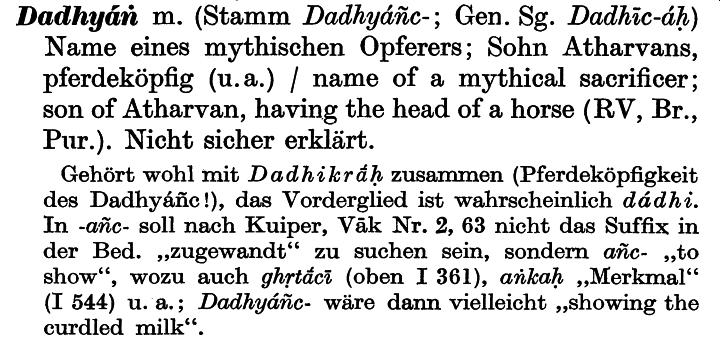 Dadhyáṅ m. (Stamm Dadhyáñc-; Gen. Sg. Dadhīc-áḥ)
Name eines mythischen Opferers; Sohn Atharvans,
pferdeköpfig (u. a.) / name of a mythical sacrificer;
son of Atharvan, having the head of a horse (RV, Br.,
Pur.). Nicht sicher erklärt.
Gehört wohl mit Dadhikrā́ḥ zusammen (Pferdeköpfigkeit
des Dadhyáñc!), das Vorderglied ist wahrscheinlich dádhi.
In -añc- soll nach Kuiper, Vāk Nr. 2, 63 nicht das Suffix in
der Bed. „zugewandt“ zu suchen sein, sondern añc- „to
show“, wozu auch ghṛtā́cī (oben I 361), aṅkaḥ „Merkmal“
(I 544) u. a.; Dadhyáñc- wäre dann vielleicht „showing the
curdled milk“.